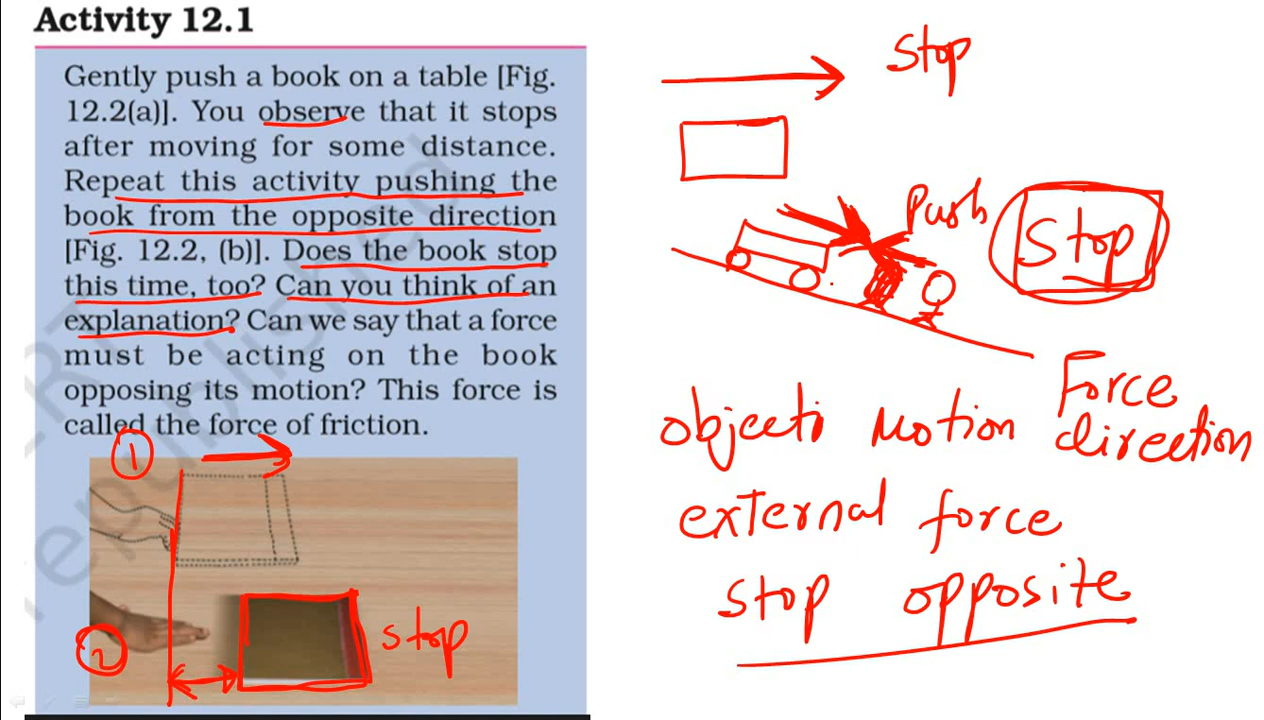 Activity 12.1
Gently push a book on a table [Fig.
12.2(a)]. You observe that it stops
after moving for some distance.
Repeat this activity pushing the
book from the opposite direction
[Fig. 12.2, (b)]. Does the book stop
this time, too? Can you think of an
explanation? Can we say that a force
must be acting on the book
opposing its motion? This force is
called the force of friction.
1
2
stop
Stop
Push
Stop
Force
object motion direction
external force
stop opposite
republished